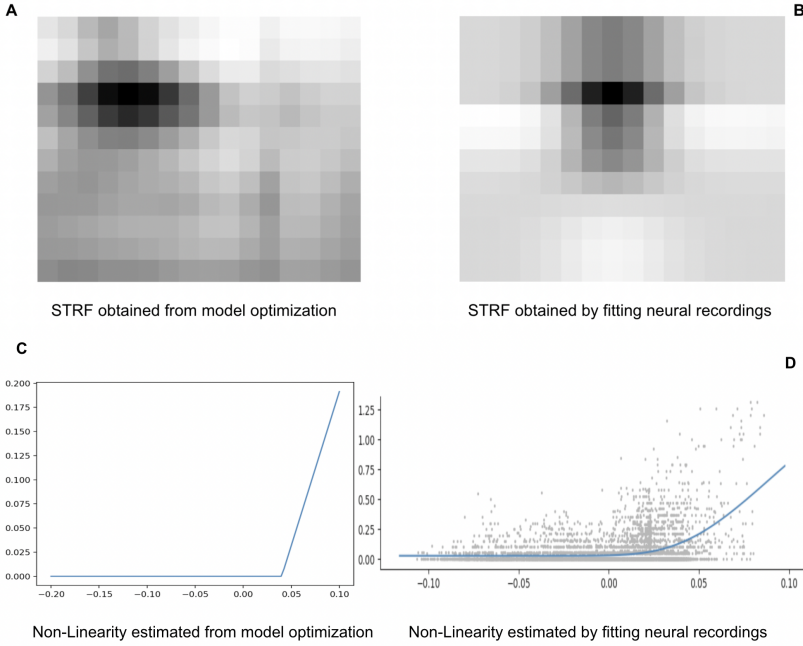 A
B
STRF obtained from model optimization
STRF obtained by fitting neural recordings
C
D
0.200
0.175
0.150
0.125
0.100
0.075
0.050
0.025
0.000
−0.20 −0.15 −0.10 −0.05 0.00 0.05 0.10
1.25
1.00
0.75
0.50
0.25
0.00
−0.10 −0.05 0.00 0.05 0.10
Non-Linearity estimated from model optimization
Non-Linearity estimated by fitting neural recordings